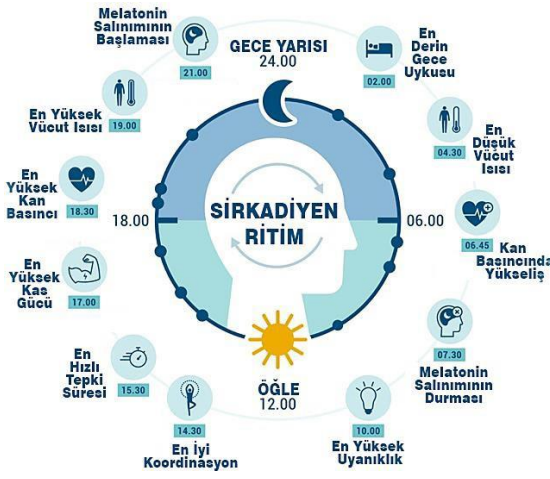 GECE YARISI
24.00
En
Derin
Gece
Uykusu
02.00
En
Düşük
Vücut
Isısı
04.30
06.00
06.45
Kan
Basıncında
Yükseliş
07.30
Melatonin
Salınımının
Durması
10.00
En Yüksek
Uyanıklık
ÖĞLE
12.00
14.30
En İyi
Koordinasyon
En
Hızlı
Tepki
Süresi
15.30
En
Yüksek
Kas
Gücü
17.00
18.00
En
Yüksek
Kan
Basıncı
18.30
En Yüksek
Vücut Isısı
19.00
Melatonin
Salınımının
Başlaması
21.00
SİRKADİYEN
RİTİM